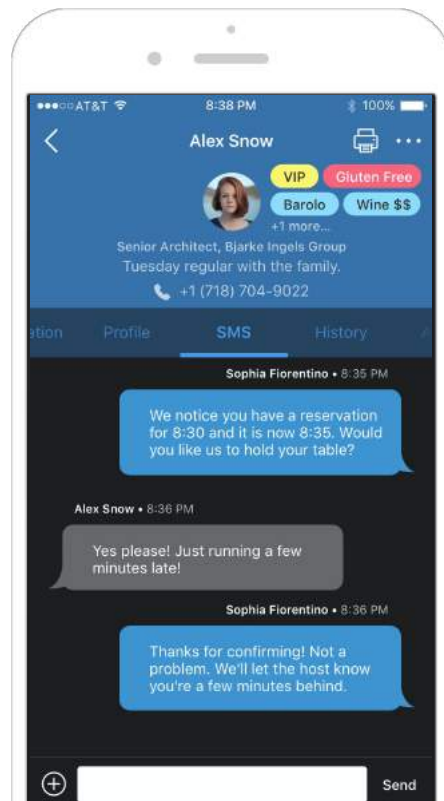 AT&T 8:38 PM 100%
Alex Snow
VIP Gluten Free
Barolo Wine $$
+1 more...
Senior Architect, Bjarke Ingels Group
Tuesday regular with the family.
+1 (718) 704-9022
ation Profile SMS History
Sophia Fiorentino • 8:35 PM
We notice you have a reservation
for 8:30 and it is now 8:35. Would
you like us to hold your table?
Alex Snow • 8:36 PM
Yes please! Just running a few
minutes late!
Sophia Fiorentino • 8:36 PM
Thanks for confirming! Not a
problem. We'll let the host know
you're a few minutes behind.
Send